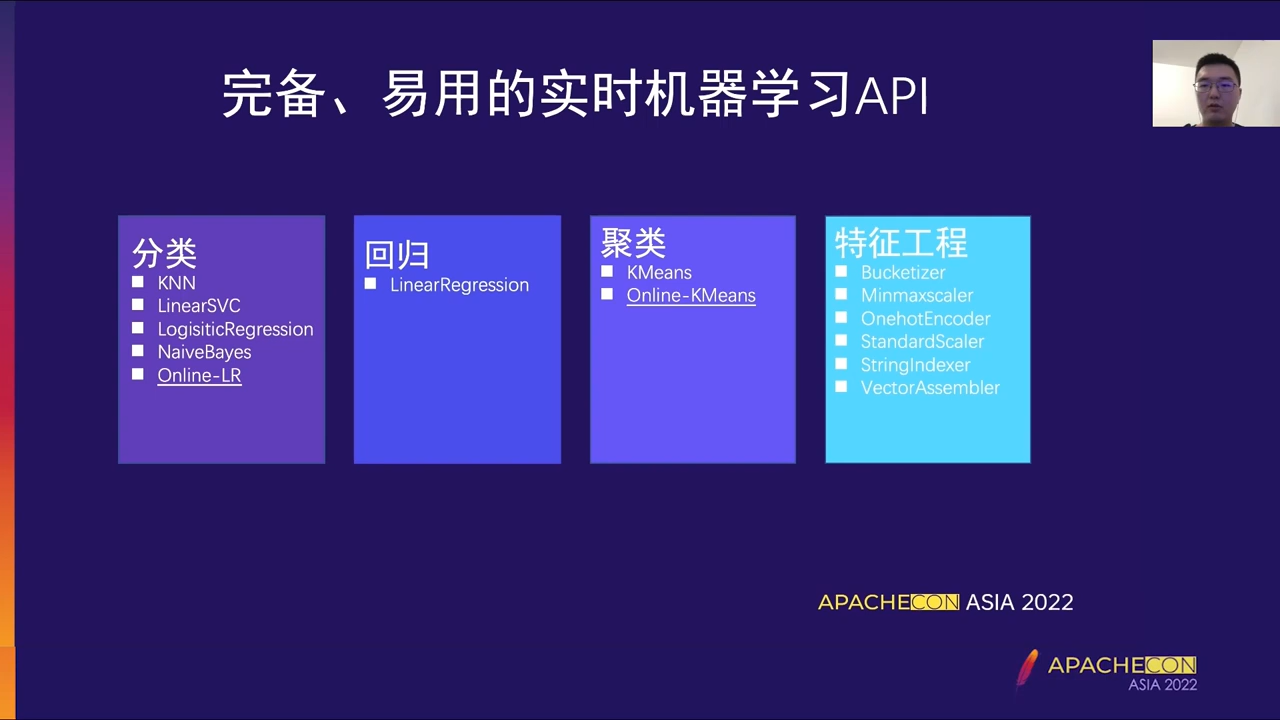 完备、易用的实时机器学习API
分类
KNN
LinearSVC
LogisiticRegression
NaiveBayes
Online-LR
回归
LinearRegression
聚类
KMeans
Online-KMeans
特征工程
Bucketizer
Minmaxscaler
OnehotEncoder
StandardScaler
StringIndexer
VectorAssembler
APACHECON ASIA 2022
APACHECON
ASIA 2022